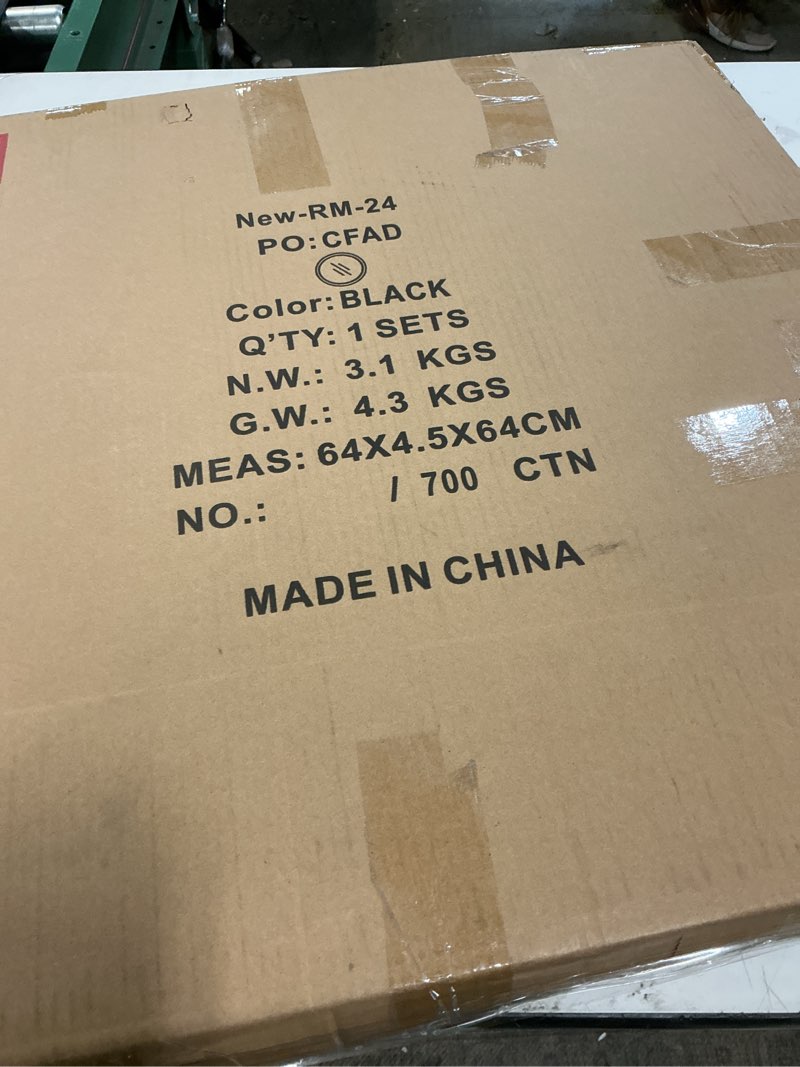 New-RM-24
PO:CFAD
Color:BLACK
Q'TY: 1 SETS
N.W.: 3.1 KGS
G.W.: 4.3 KGS
MEAS: 64X4.5X64CM
NO.: / 700 CTN
MADE IN CHINA